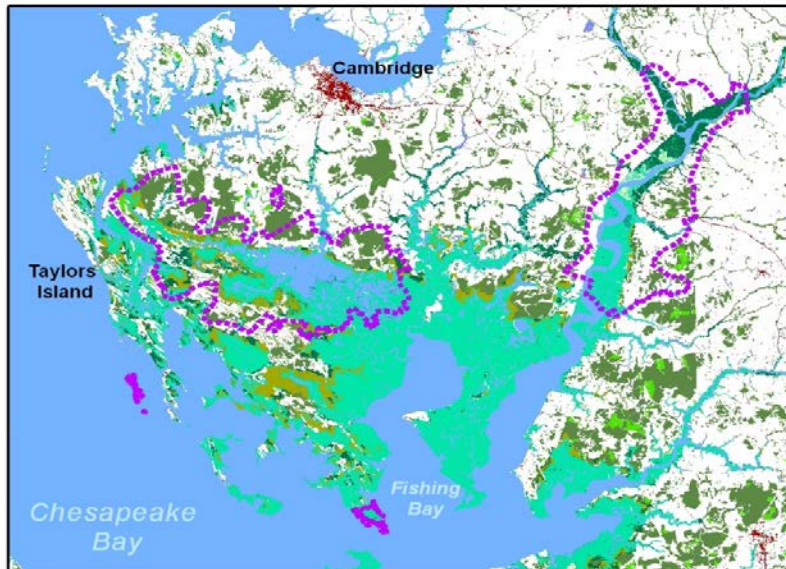 Cambridge
Taylors
Island
Fishing
Bay
Chesapeake
Bay